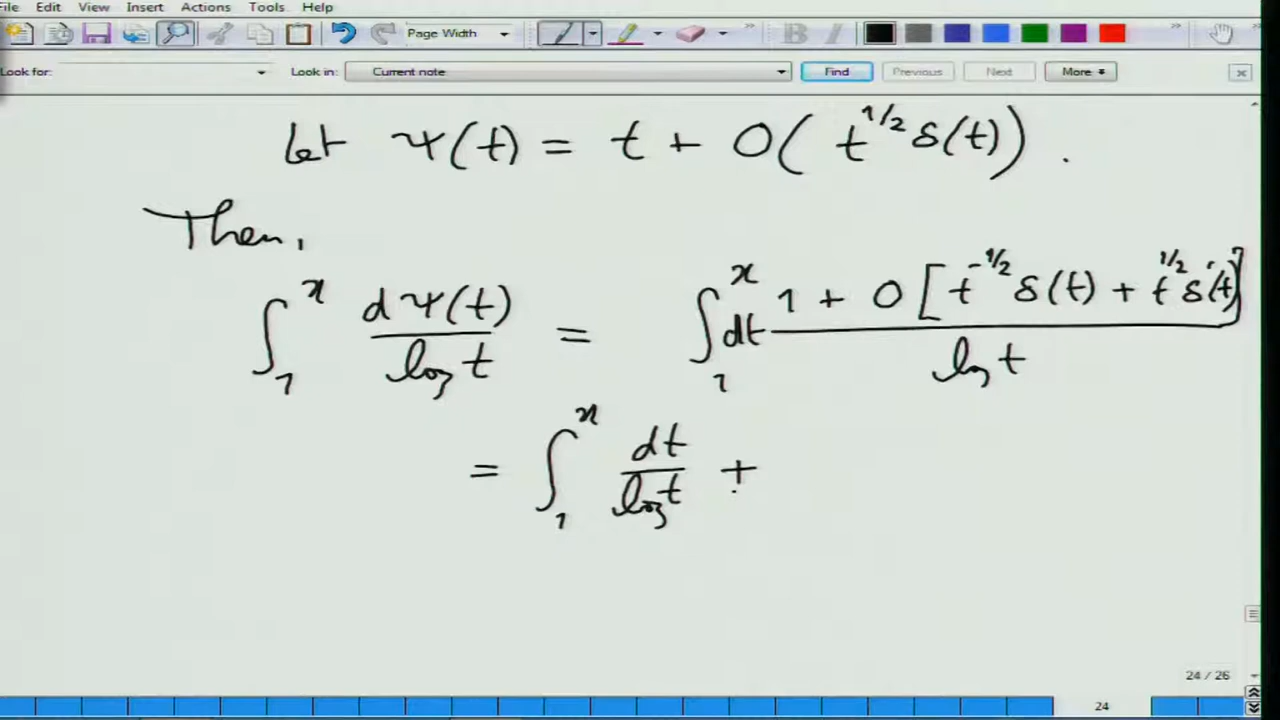 File Edit View Insert Actions Tools Help
Page Width
Look for: Look in: Current note Find Previous Next More
Let ψ(t) = t + O( t^{1/2} δ(t) ) .
Then,
∫_1^x dψ(t) / log t = ∫_1^x dt 1 + O [ t^{-1/2} δ(t) + t^{1/2} δ'(t) ] / log t
= ∫_1^x dt / log t +
24 / 26
24